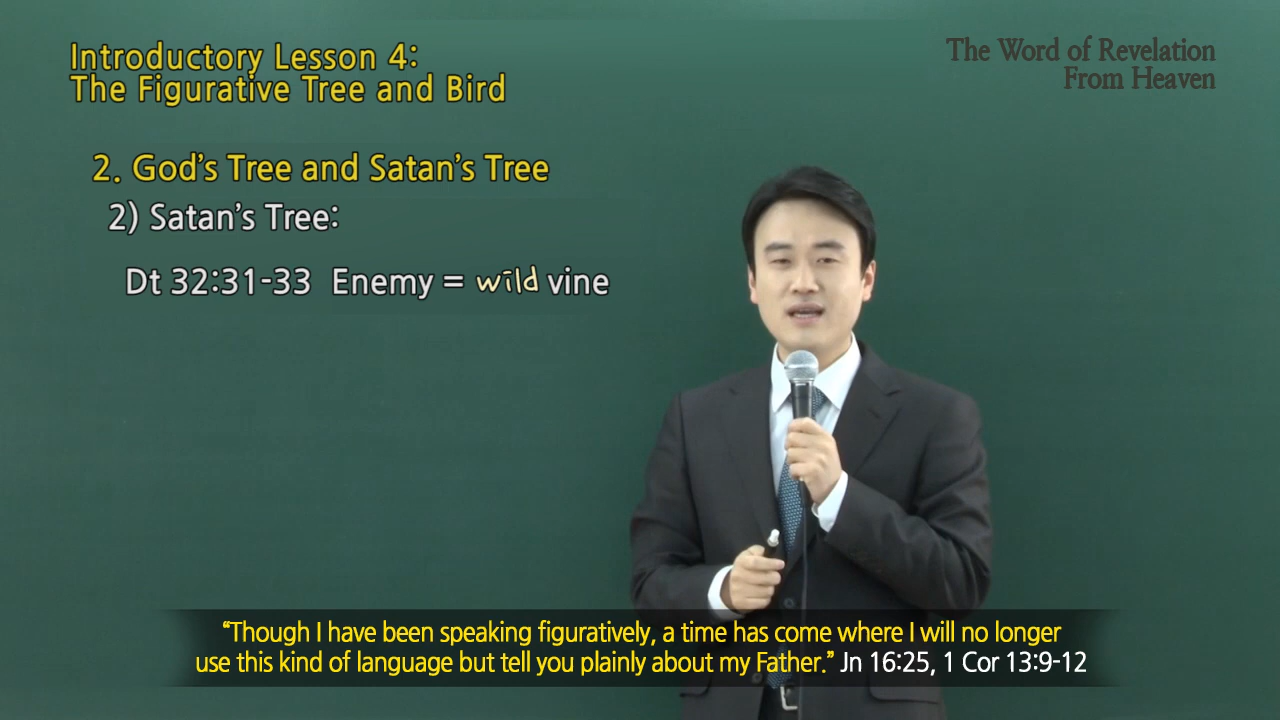 Introductory Lesson 4:
The Figurative Tree and Bird
The Word of Revelation
From Heaven
2. God's Tree and Satan's Tree
2) Satan's Tree:
Dt 32:31-33 Enemy = wild vine
“Though I have been speaking figuratively, a time has come where I will no longer
use this kind of language but tell you plainly about my Father.” Jn 16:25, 1 Cor 13:9-12